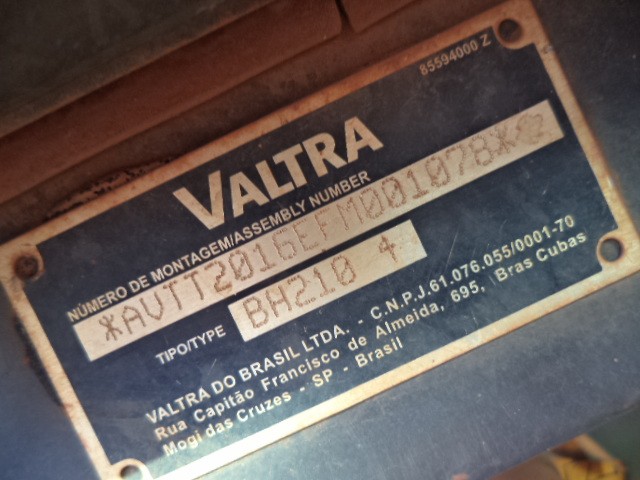 85594000 Z
VALTRA
NÚMERO DE MONTAGEM/ASSEMBLY NUMBER
*AVTT2016EFM001078*
TIPO/TYPE BH210 4
VALTRA DO BRASIL LTDA. - C.N.P.J.61.076.055/0001-70
Rua Capitão Francisco de Almeida, 695, Bras Cubas
Mogi das Cruzes - SP - Brasil